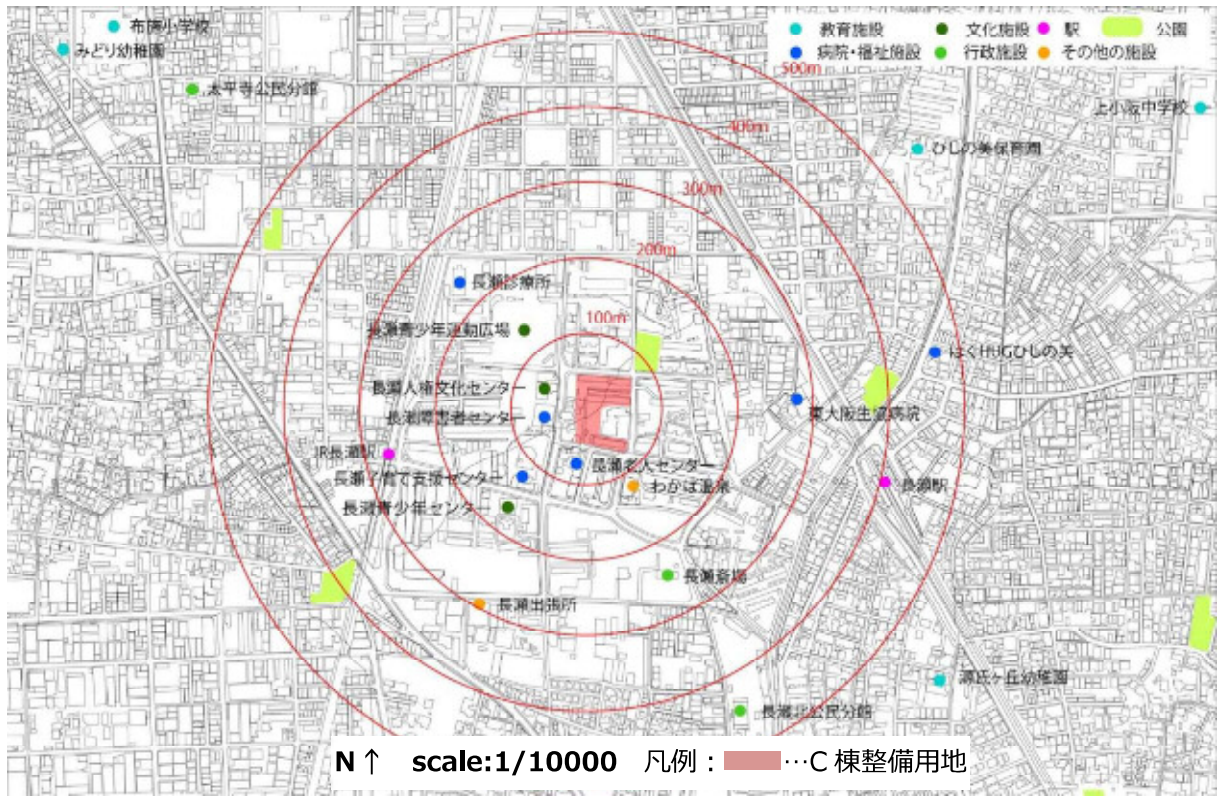 布施小学校
みどり幼稚園
教育施設
文化施設
駅
公園
病院・福祉施設
行政施設
その他の施設
500m
太平寺公民分館
上小阪中学校
400m
ひしの美保育園
300m
200m
長瀬診療所
100m
長瀬青少年運動広場
はぐHUGひしの美
長瀬人権文化センター
長瀬障害者センター
東大阪生協病院
JR長瀬駅
長瀬老人センター
長瀬子育て支援センター
わかば温泉
長瀬駅
長瀬青少年センター
長瀬斎場
長瀬出張所
源氏ヶ丘幼稚園
長瀬北公民分館
N ↑ scale:1/10000 凡例：…C 棟整備用地